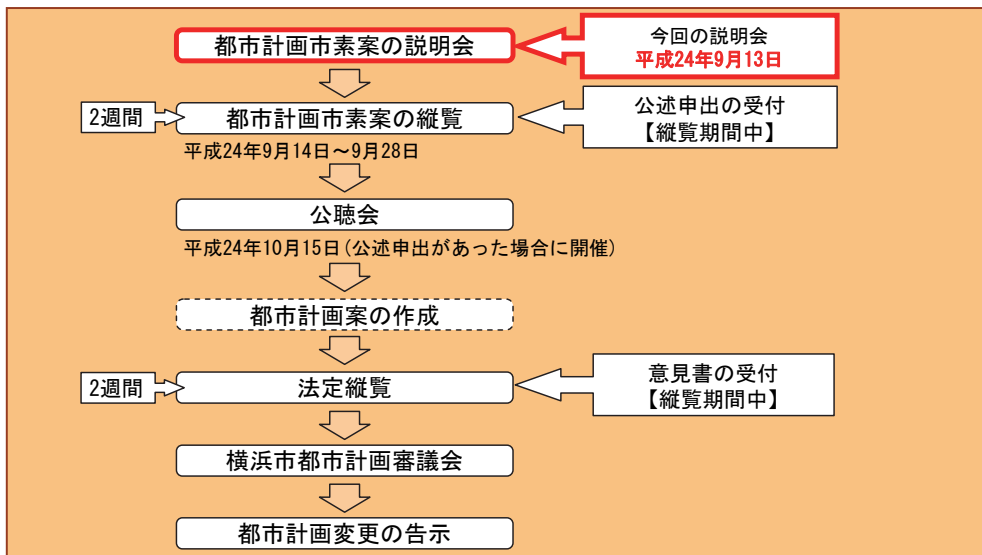 都市計画市素案の説明会
今回の説明会
平成24年9月13日
2週間
都市計画市素案の縦覧
公述申出の受付
【縦覧期間中】
平成24年9月14日～9月28日
公聴会
平成24年10月15日(公述申出があった場合に開催)
都市計画案の作成
2週間
法定縦覧
意見書の受付
【縦覧期間中】
横浜市都市計画審議会
都市計画変更の告示